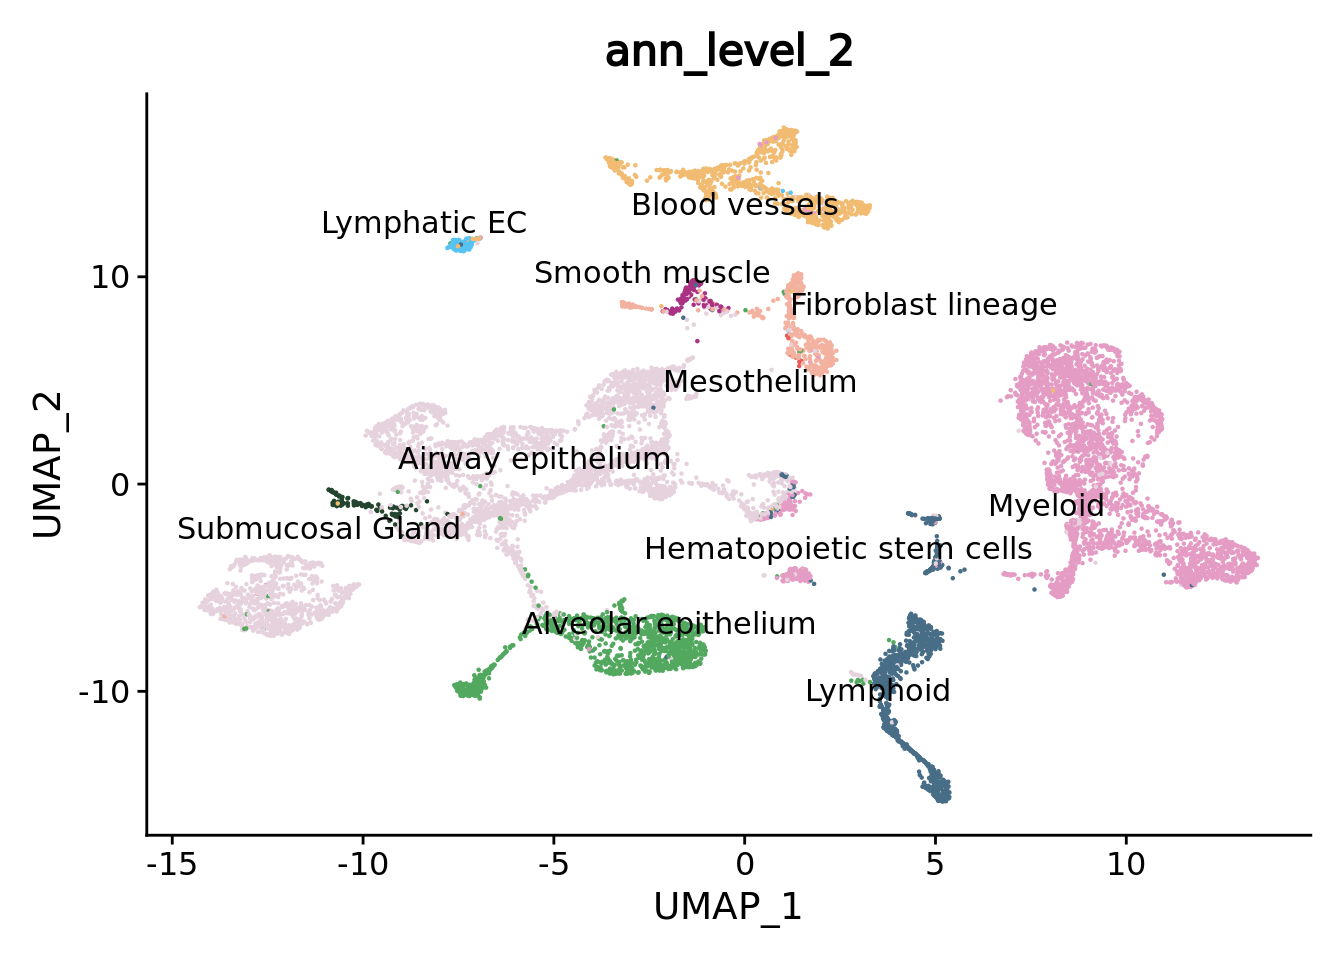 ann_level_2
Blood vessels
Lymphatic EC
Smooth muscle
Fibroblast lineage
Mesothelium
Airway epithelium
Myeloid
Submucosal Gland
Hematopoietic stem cells
Alveolar epithelium
Lymphoid
10
0
-10
UMAP_2
-15
-10
-5
0
5
10
UMAP_1